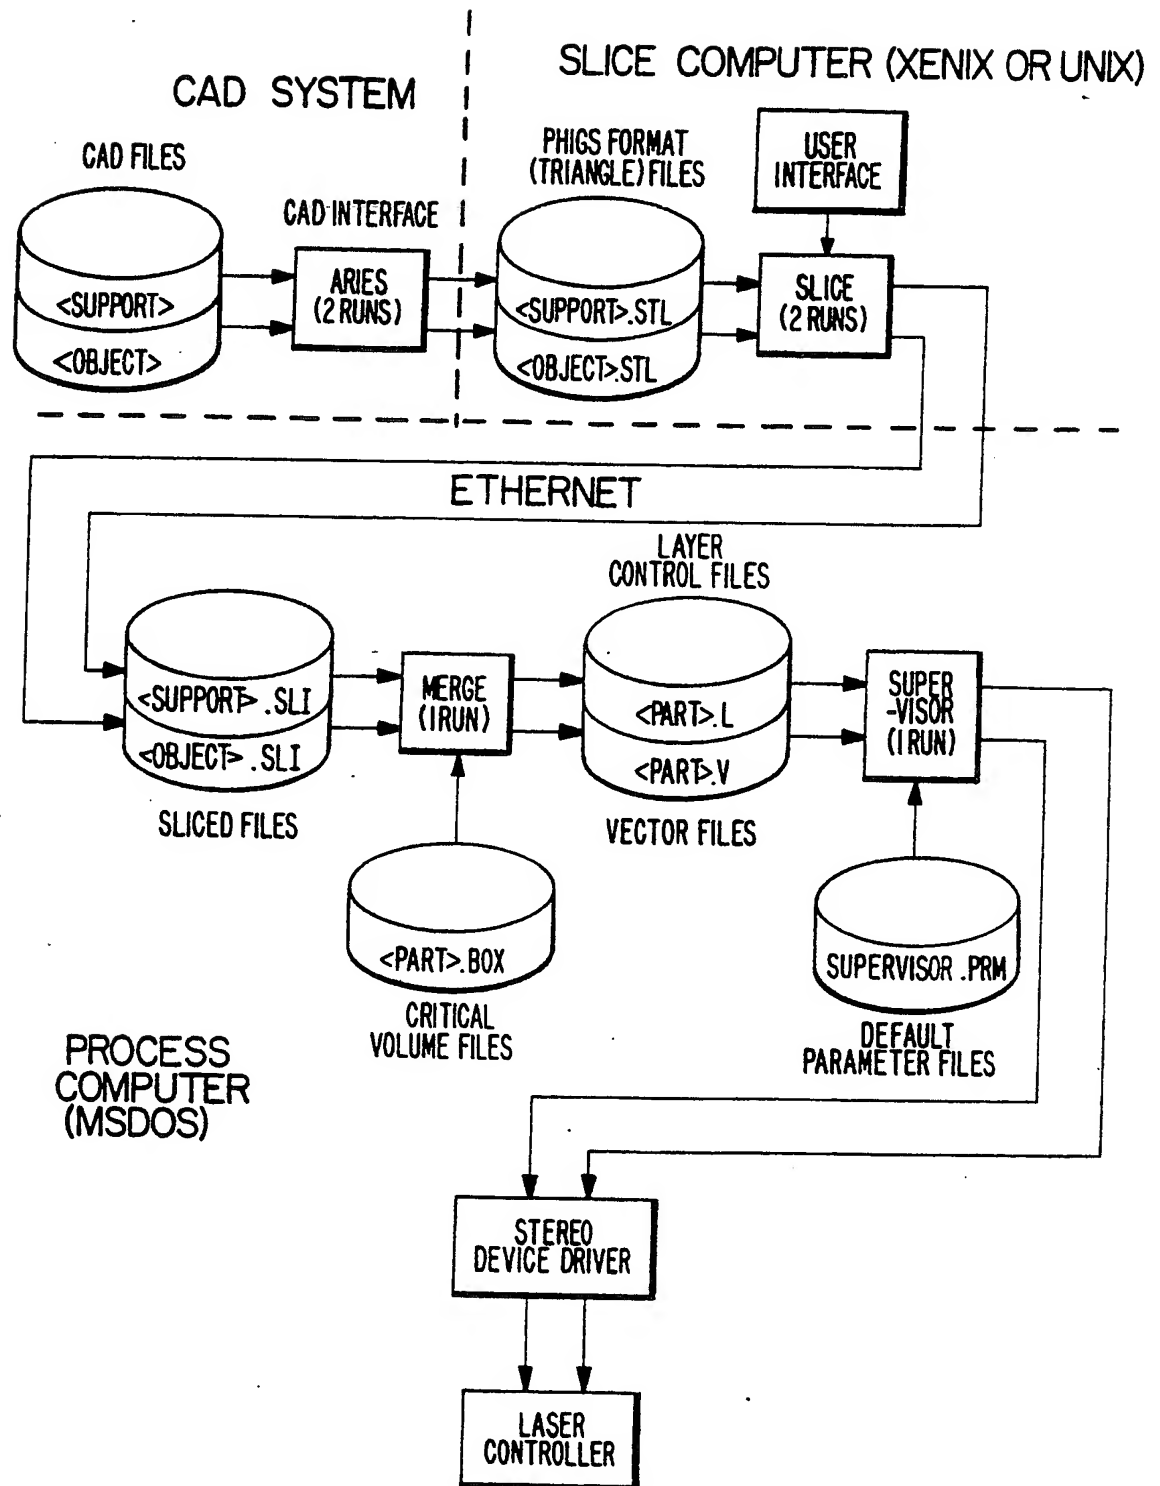 CAD SYSTEM
SLICE COMPUTER (XENIX OR UNIX)
CAD FILES
<SUPPORT>
<OBJECT>
CAD INTERFACE
ARIES
(2 RUNS)
PHIGS FORMAT
(TRIANGLE) FILES
<SUPPORT>.STL
<OBJECT>.STL
USER
INTERFACE
SLICE
(2 RUNS)
ETHERNET
<SUPPORT>.SLI
<OBJECT>.SLI
SLICED FILES
MERGE
(1RUN)
LAYER
CONTROL FILES
<PART>.L
<PART>.V
VECTOR FILES
SUPER
-VISOR
(1 RUN)
<PART>.BOX
CRITICAL
VOLUME FILES
SUPERVISOR.PRM
DEFAULT
PARAMETER FILES
PROCESS
COMPUTER
(MSDOS)
STEREO
DEVICE DRIVER
LASER
CONTROLLER